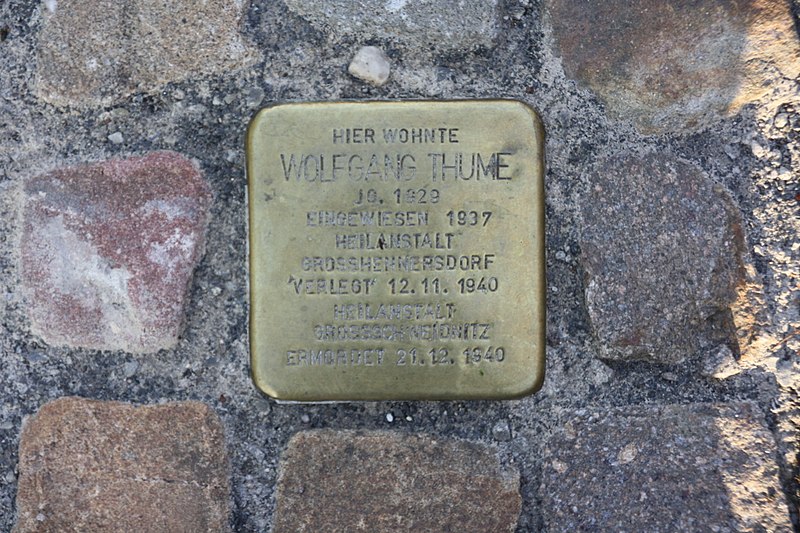 HIER WOHNTE
WOLFGANG THUME
JG. 1929
EINGEWIESEN 1937
HEILANSTALT
GROSSHENNERSDORF
'VERLEGT' 12.11.1940
HEILANSTALT
GROSSSCHWEIDNITZ
ERMORDET 21.12.1940